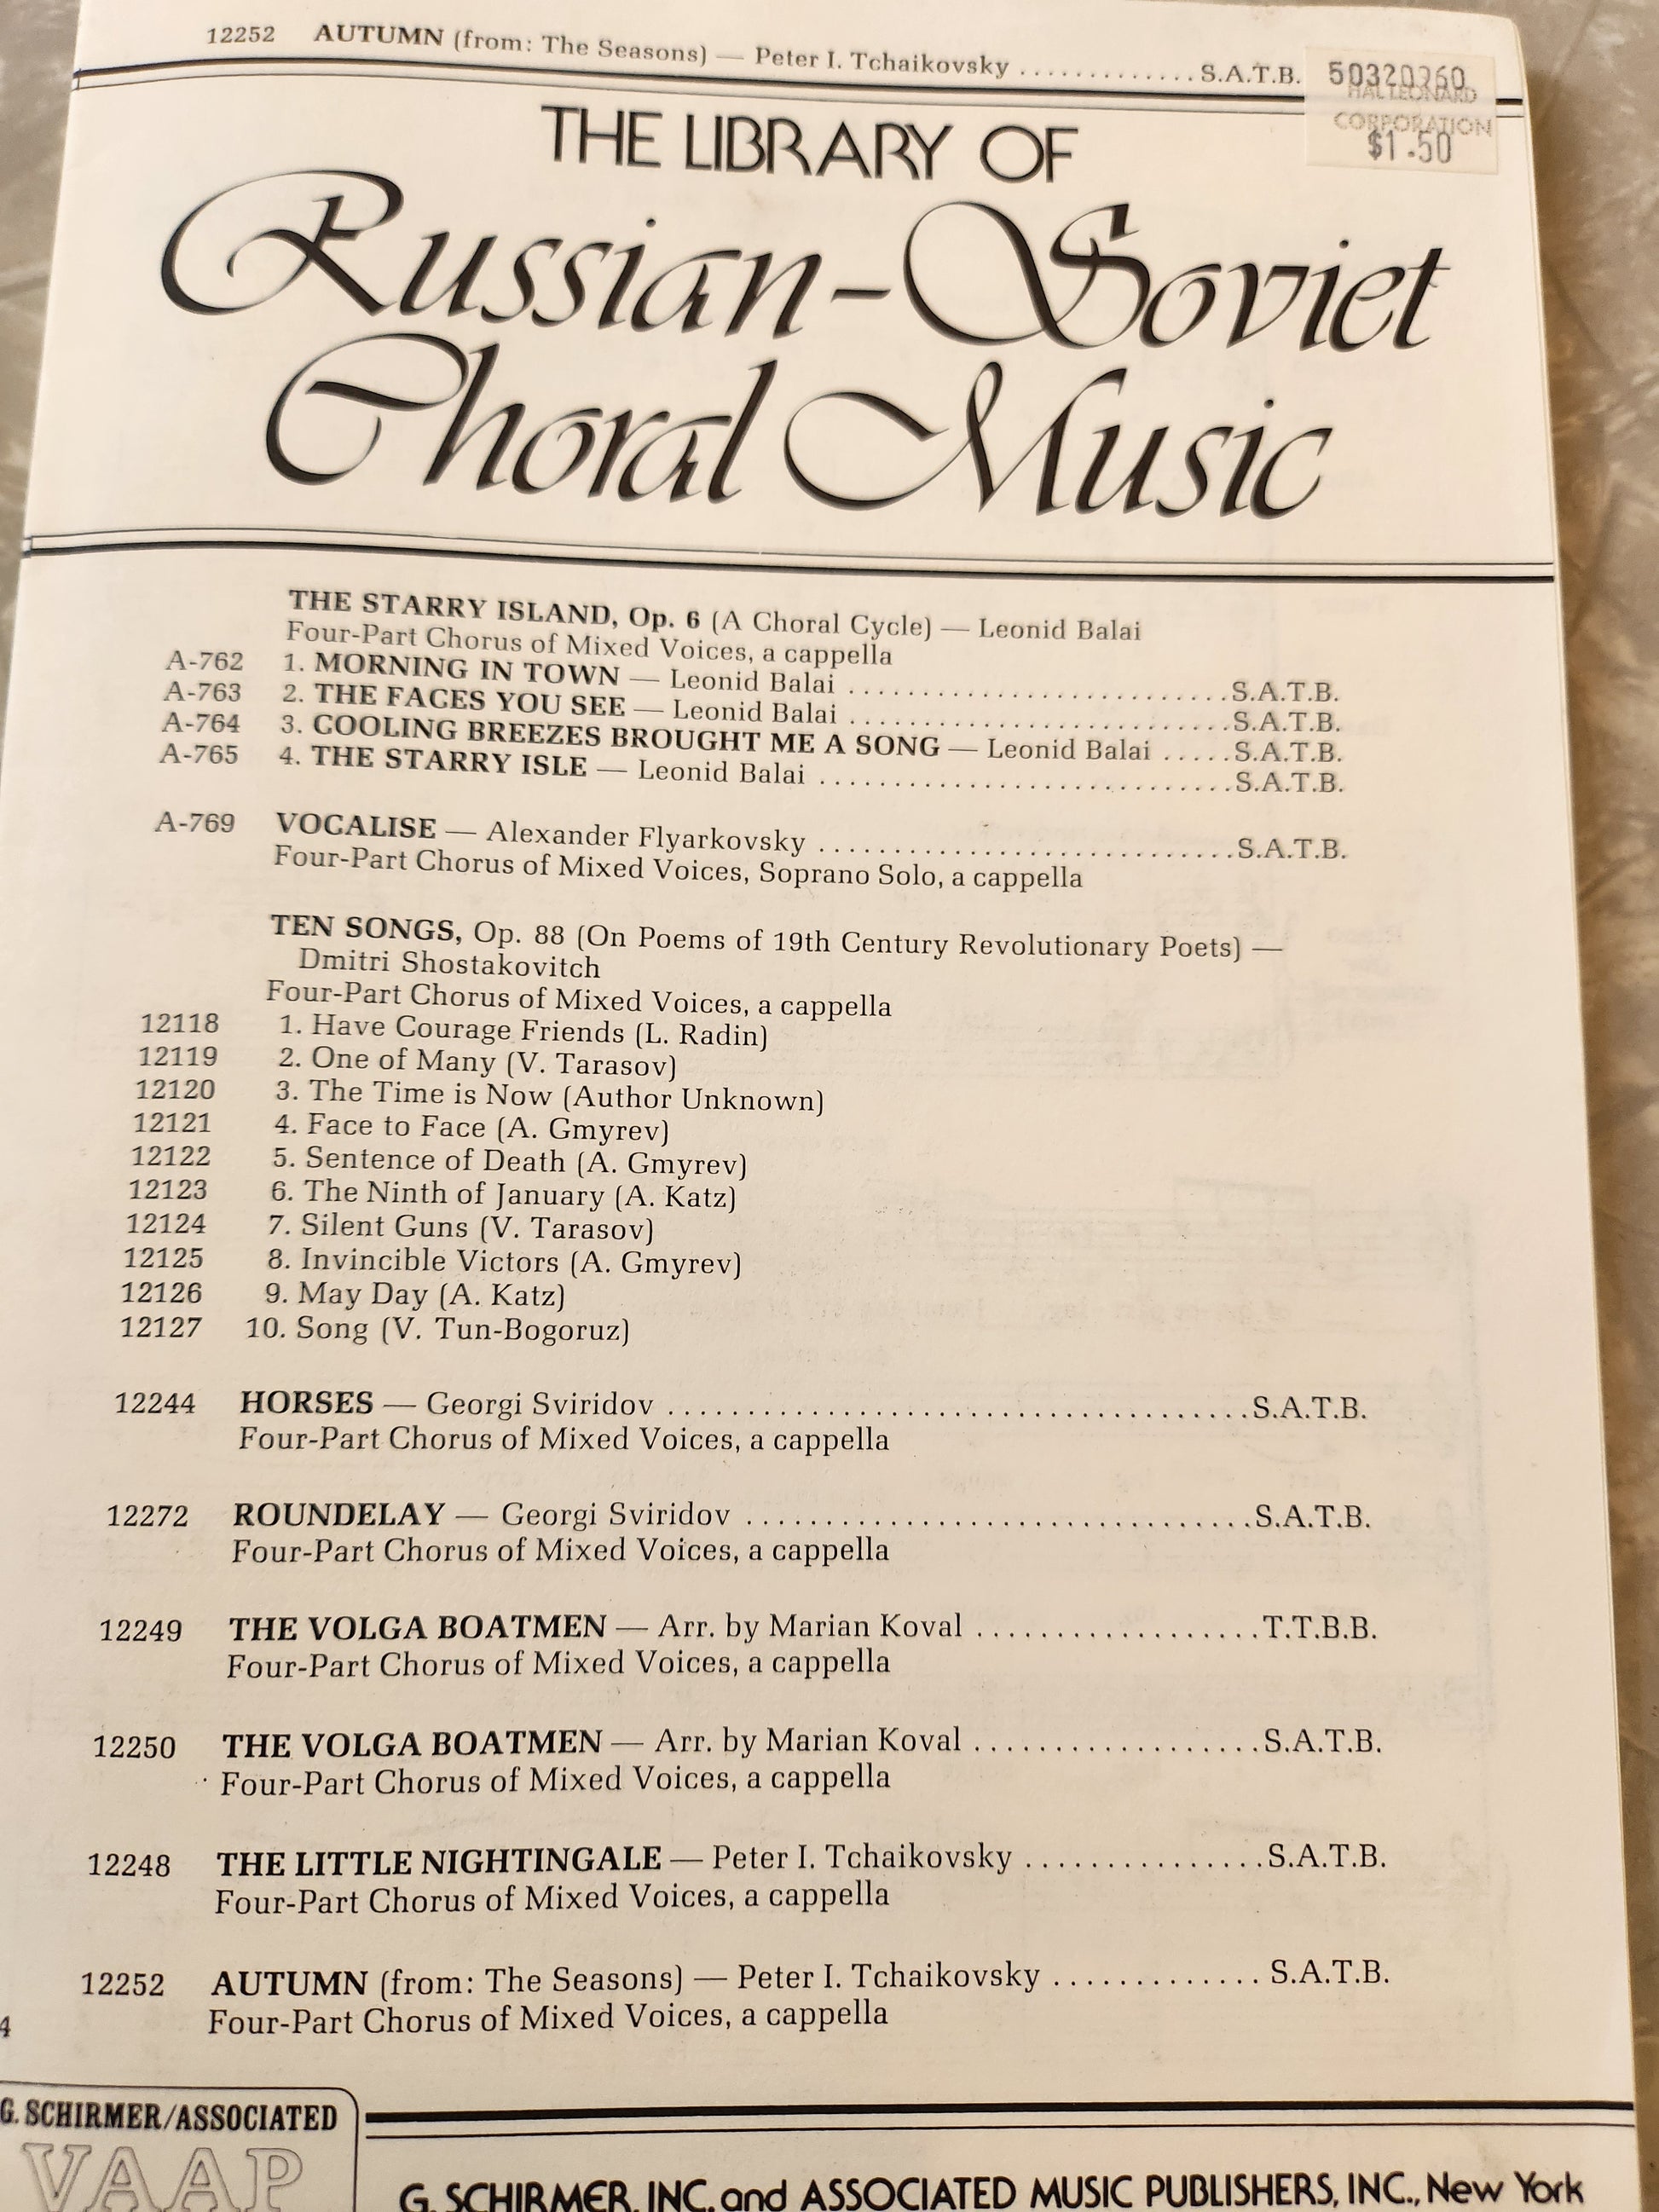 12252 AUTUMN (from: The Seasons) — Peter I. Tchaikovsky .............S.A.T.B.
50320360
HAL LEONARD
CORPORATION
$1.50
THE LIBRARY OF
Russian-Soviet
Choral Music
THE STARRY ISLAND, Op. 6 (A Choral Cycle) — Leonid Balai
Four-Part Chorus of Mixed Voices, a cappella
A-762 1. MORNING IN TOWN — Leonid Balai ............................S.A.T.B.
A-763 2. THE FACES YOU SEE — Leonid Balai ............................S.A.T.B.
A-764 3. COOLING BREEZES BROUGHT ME A SONG — Leonid Balai .....S.A.T.B.
A-765 4. THE STARRY ISLE — Leonid Balai ..............................S.A.T.B.
A-769 VOCALISE — Alexander Flyarkovsky ..............................S.A.T.B.
Four-Part Chorus of Mixed Voices, Soprano Solo, a cappella
TEN SONGS, Op. 88 (On Poems of 19th Century Revolutionary Poets) —
Dmitri Shostakovitch
Four-Part Chorus of Mixed Voices, a cappella
12118 1. Have Courage Friends (L. Radin)
12119 2. One of Many (V. Tarasov)
12120 3. The Time is Now (Author Unknown)
12121 4. Face to Face (A. Gmyrev)
12122 5. Sentence of Death (A. Gmyrev)
12123 6. The Ninth of January (A. Katz)
12124 7. Silent Guns (V. Tarasov)
12125 8. Invincible Victors (A. Gmyrev)
12126 9. May Day (A. Katz)
12127 10. Song (V. Tun-Bogoruz)
12244 HORSES — Georgi Sviridov .....................................S.A.T.B.
Four-Part Chorus of Mixed Voices, a cappella
12272 ROUNDELAY — Georgi Sviridov ................................S.A.T.B.
Four-Part Chorus of Mixed Voices, a cappella
12249 THE VOLGA BOATMEN — Arr. by Marian Koval ..................T.T.B.B.
Four-Part Chorus of Mixed Voices, a cappella
12250 THE VOLGA BOATMEN — Arr. by Marian Koval ..................S.A.T.B.
Four-Part Chorus of Mixed Voices, a cappella
12248 THE LITTLE NIGHTINGALE — Peter I. Tchaikovsky ...............S.A.T.B.
Four-Part Chorus of Mixed Voices, a cappella
12252 AUTUMN (from: The Seasons) — Peter I. Tchaikovsky ............. S.A.T.B.
Four-Part Chorus of Mixed Voices, a cappella
4
G. SCHIRMER/ASSOCIATED
VAAP
G. SCHIRMER, INC. and ASSOCIATED MUSIC PUBLISHERS, INC., New York